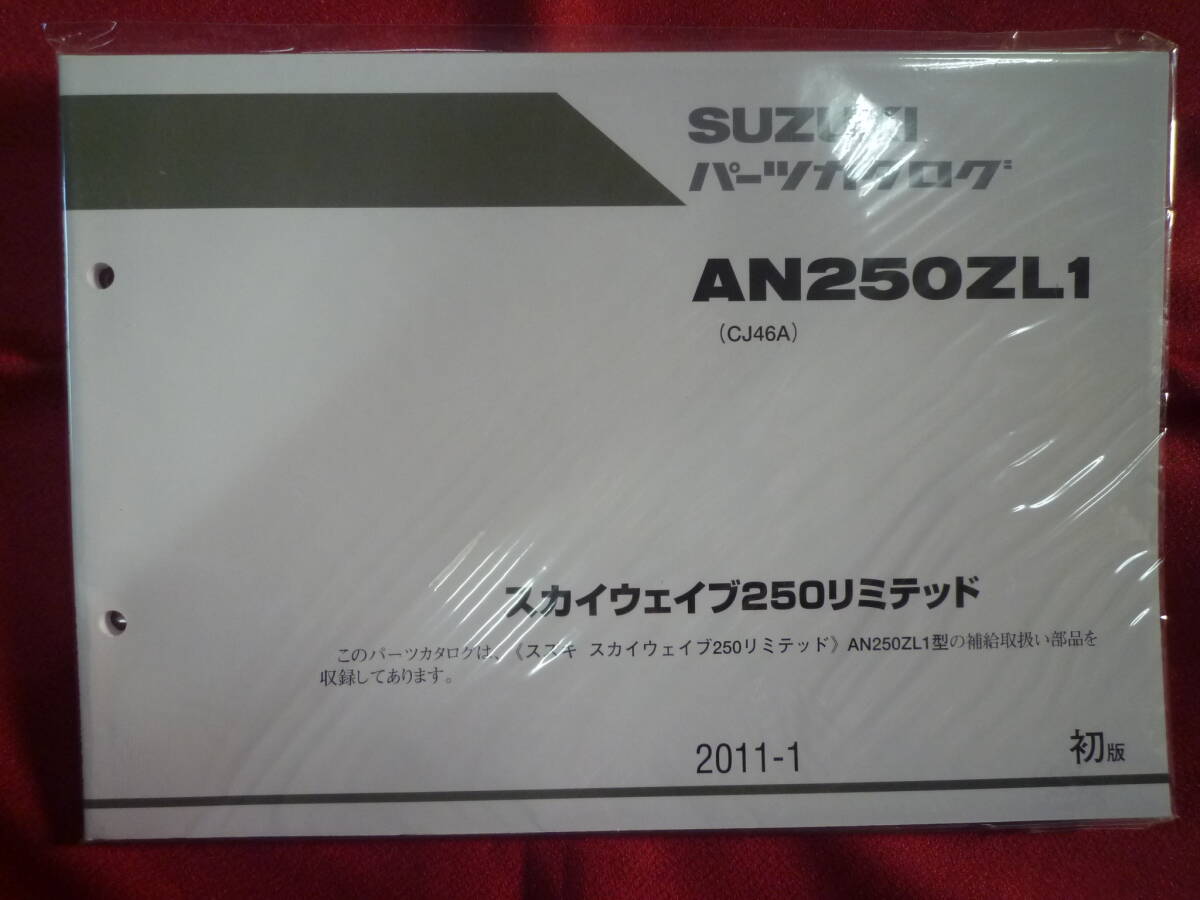 SUZUKI
パーツカタログ
AN250ZL1
(CJ46A)
スカイウェイブ250リミテッド
このパーツカタログは、《スズキ スカイウェイブ250リミテッド》AN250ZL1型の補給取扱い部品を
収録してあります。
2011-1
初版